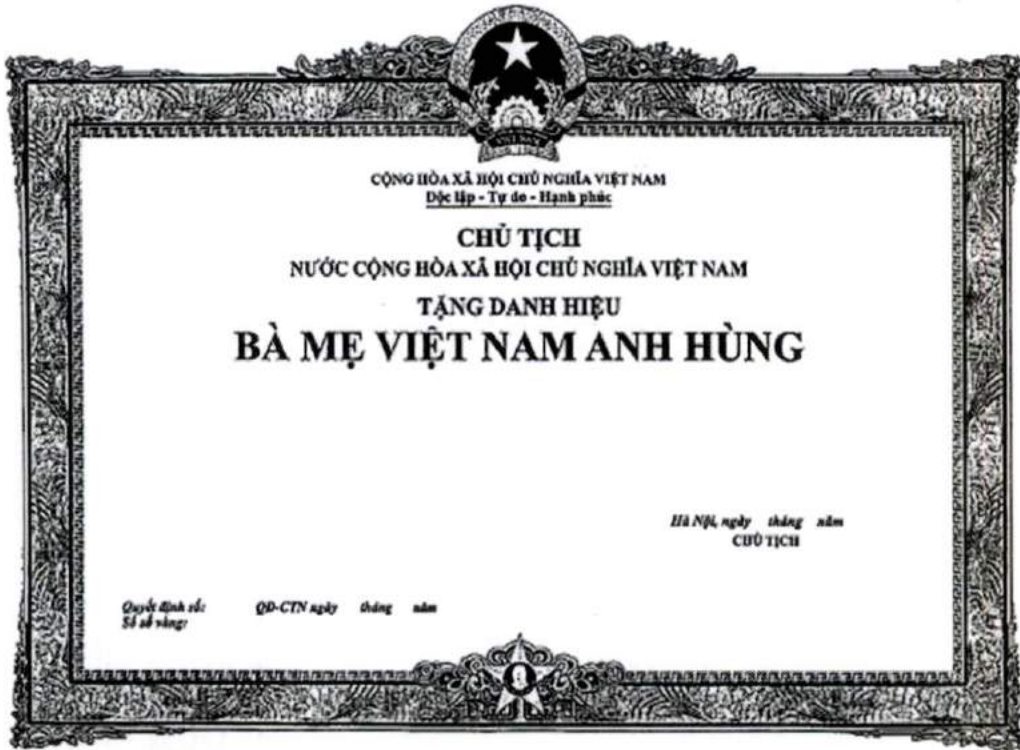 CỘNG HÒA XÃ HỘI CHỦ NGHĨA VIỆT NAM
Độc lập - Tự do - Hạnh phúc
CHỦ TỊCH
NƯỚC CỘNG HÒA XÃ HỘI CHỦ NGHĨA VIỆT NAM
TẶNG DANH HIỆU
BÀ MẸ VIỆT NAM ANH HÙNG
Hà Nội, ngày tháng năm
CHỦ TỊCH
Quyết định số: QĐ-CTN ngày tháng năm
Số sổ vàng: